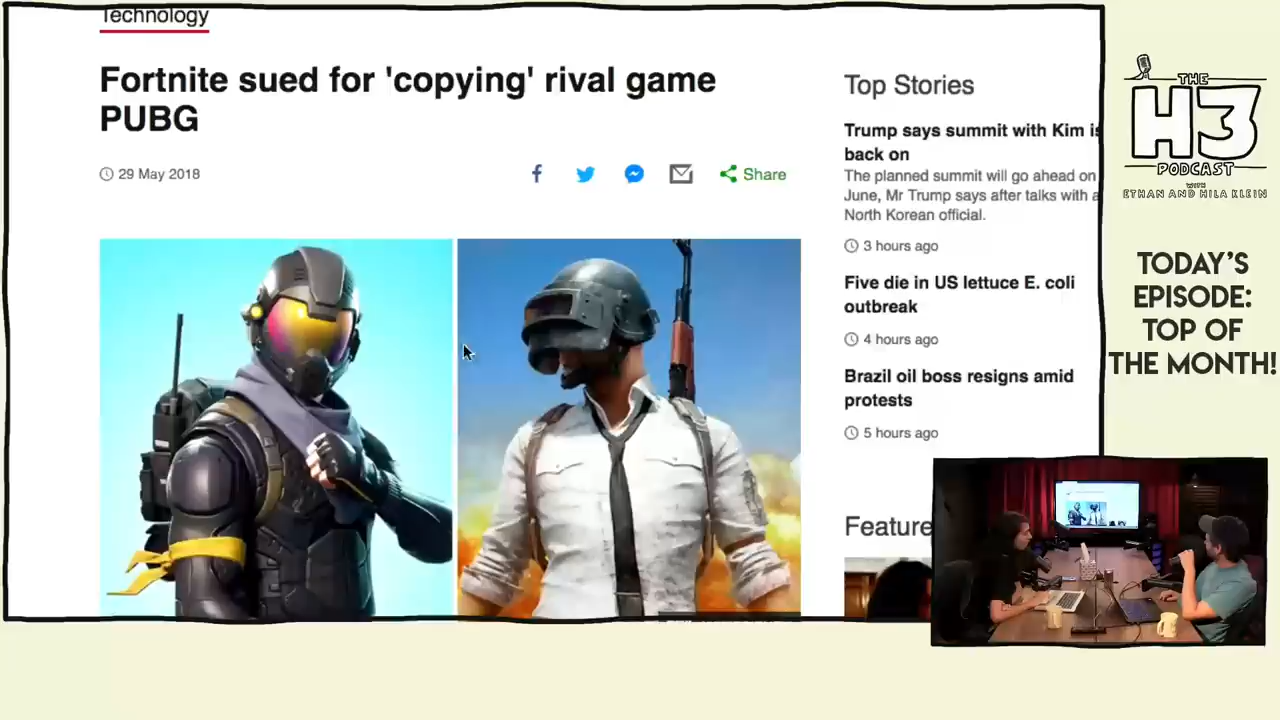 Technology
Fortnite sued for 'copying' rival game
PUBG
29 May 2018
Share
Top Stories
Trump says summit with Kim is
back on
The planned summit will go ahead on
June, Mr Trump says after talks with a
North Korean official.
3 hours ago
Five die in US lettuce E. coli
outbreak
4 hours ago
Brazil oil boss resigns amid
protests
5 hours ago
Feature
THE
H3
PODCAST
WITH
ETHAN AND HILA KLEIN
TODAY'S
EPISODE:
TOP OF
THE MONTH!